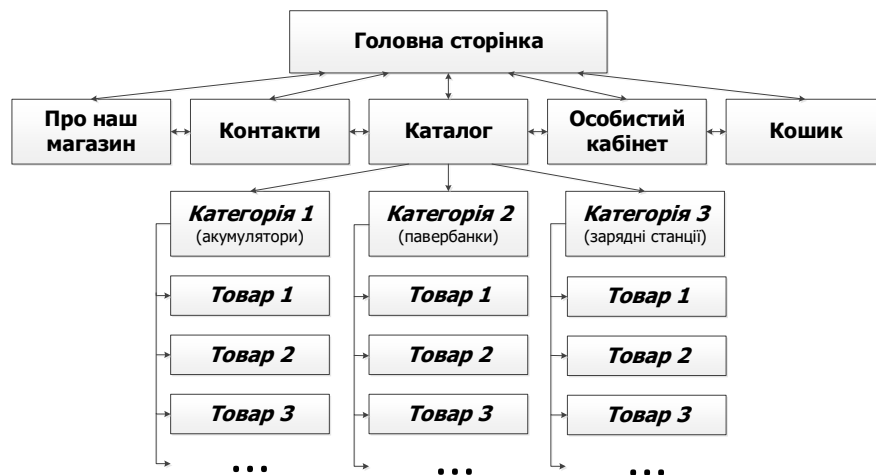 Головна сторінка
Про наш
магазин
Контакти
Каталог
Особистий
кабінет
Кошик
Категорія 1
(акумулятори)
Категорія 2
(павербанки)
Категорія 3
(зарядні станції)
Товар 1
Товар 1
Товар 1
Товар 2
Товар 2
Товар 2
Товар 3
Товар 3
Товар 3
...
...
...